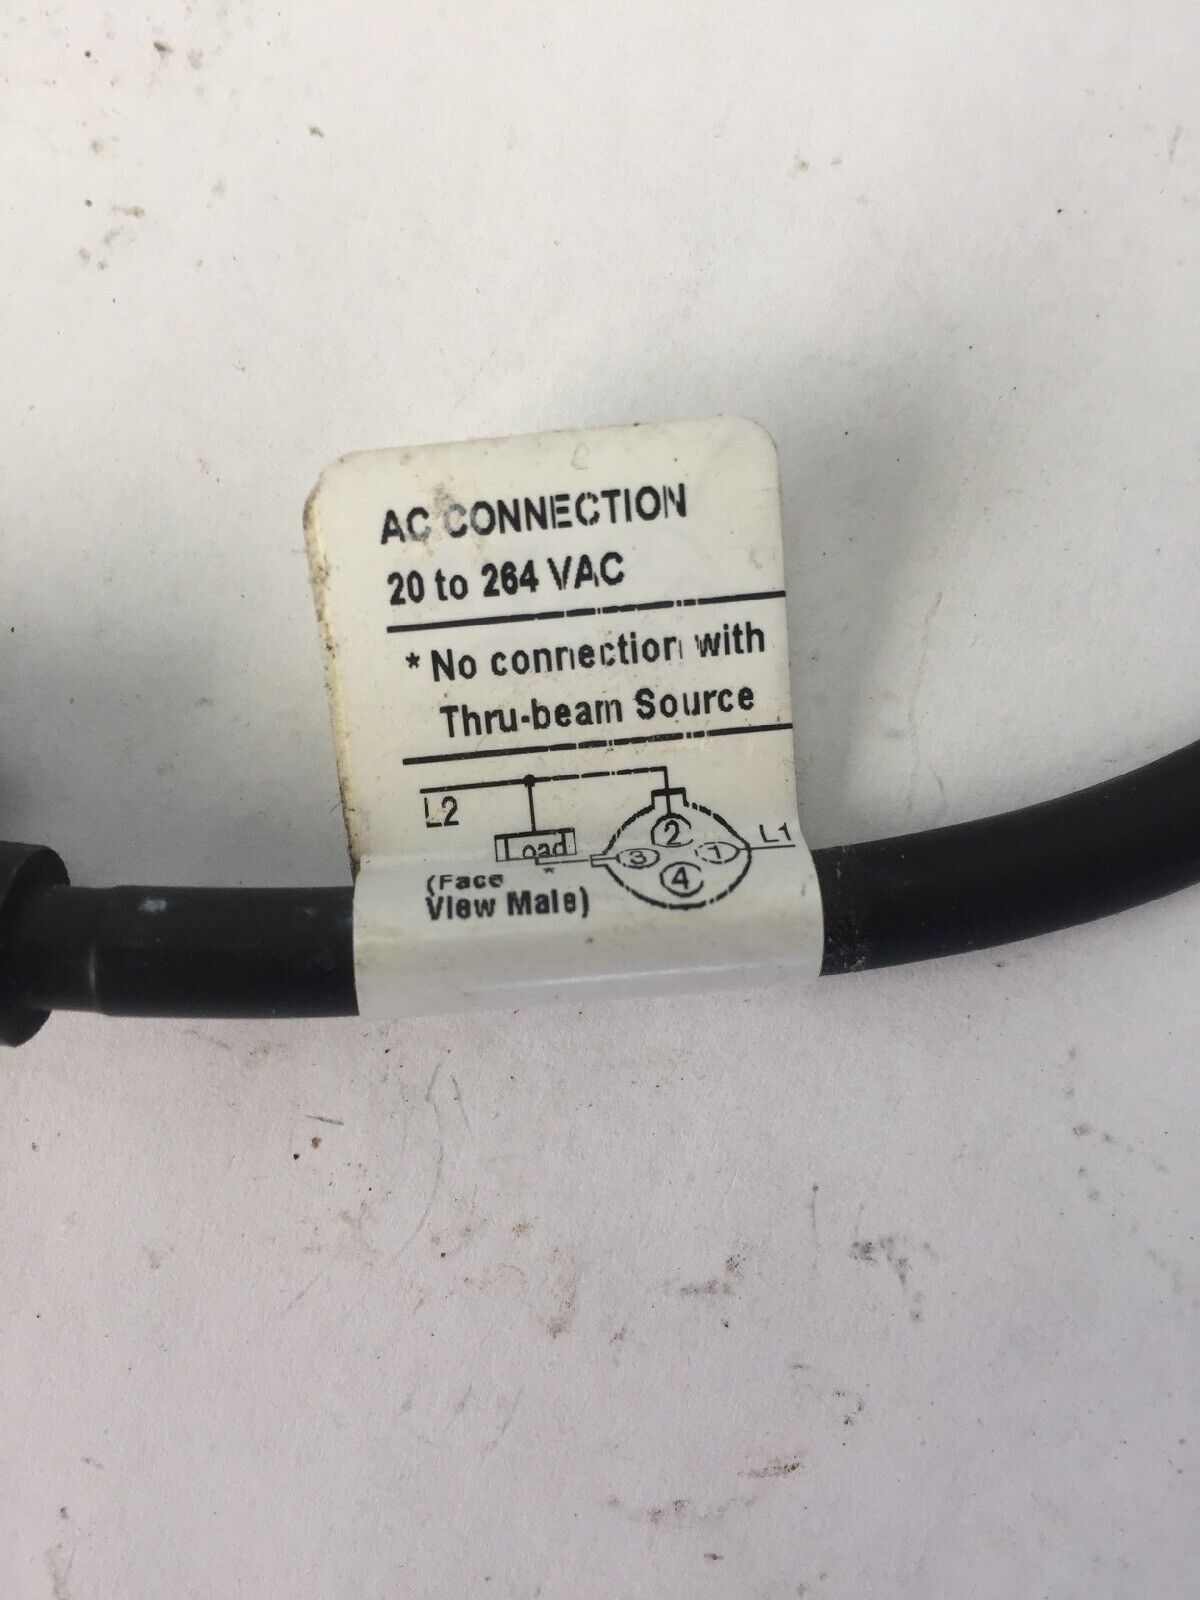 AC CONNECTION
20 to 264 VAC
* No connection with
Thru-beam Source
L2
2
L1
Load
3
1
*
4
(Face
View Male)